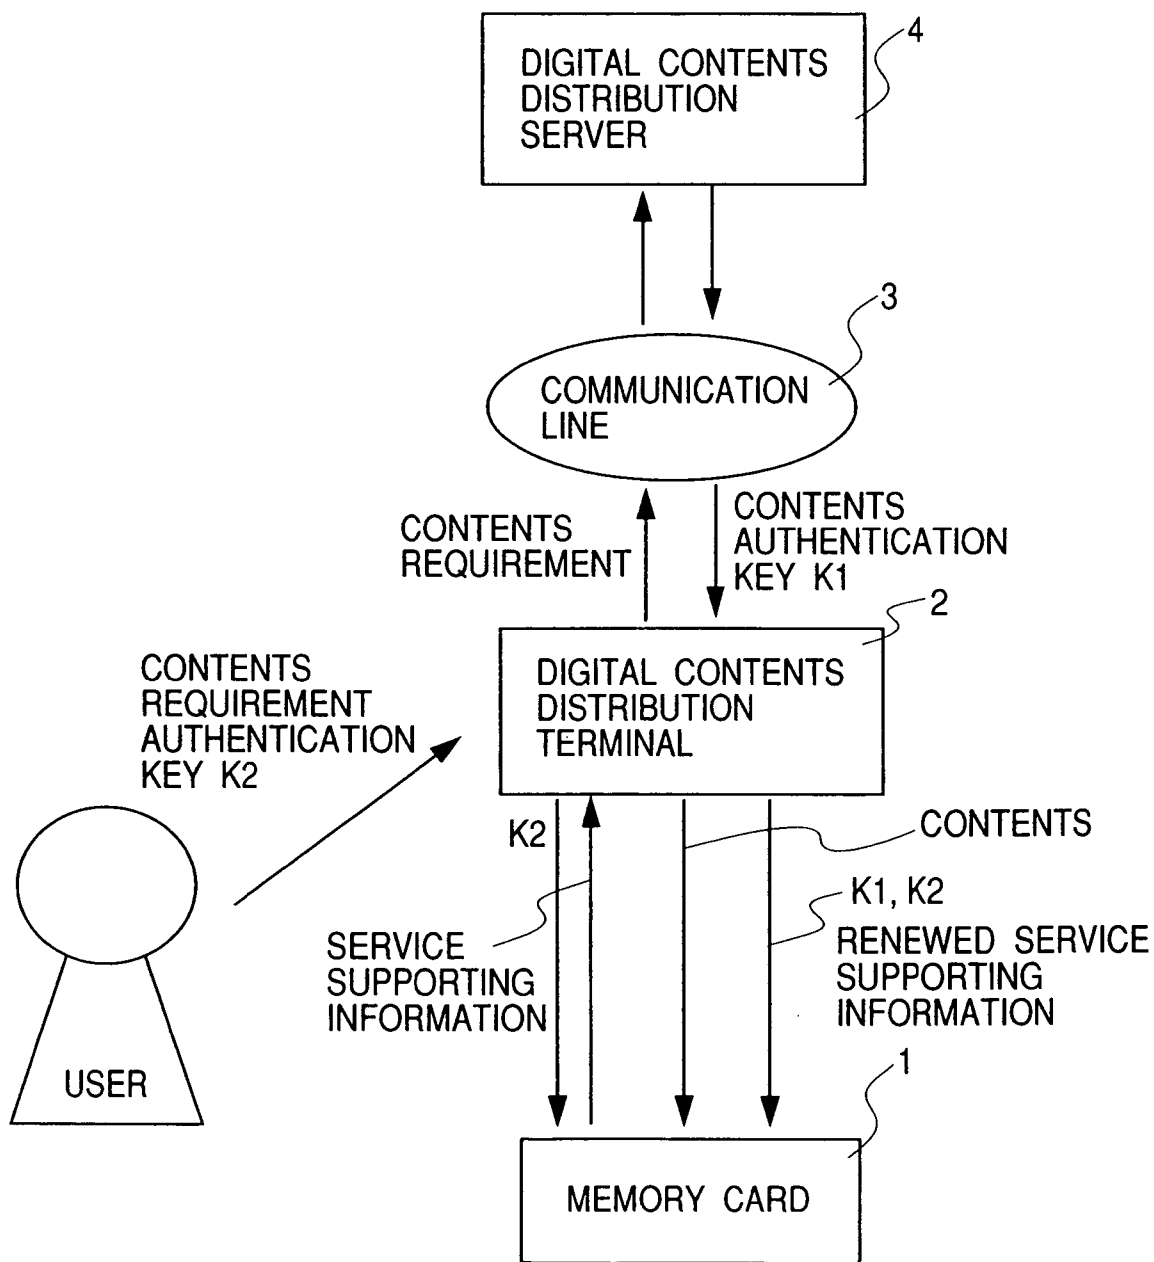 4
DIGITAL CONTENTS
DISTRIBUTION
SERVER
3
COMMUNICATION
LINE
CONTENTS
REQUIREMENT
CONTENTS
AUTHENTICATION
KEY K1
2
DIGITAL CONTENTS
DISTRIBUTION
TERMINAL
CONTENTS
REQUIREMENT
AUTHENTICATION
KEY K2
K2
CONTENTS
K1, K2
SERVICE
SUPPORTING
INFORMATION
RENEWED SERVICE
SUPPORTING
INFORMATION
USER
1
MEMORY CARD